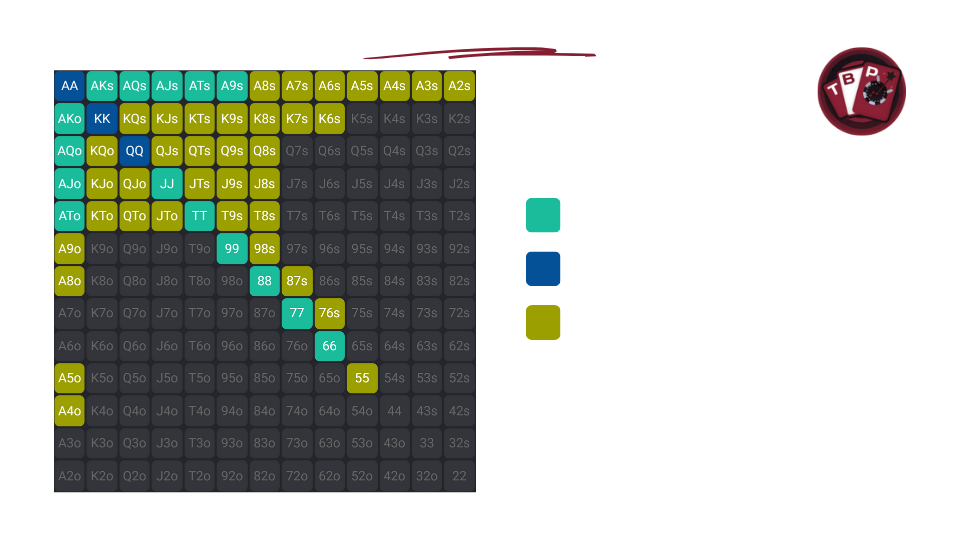 AA AKs AQs AJs ATs A9s A8s A7s A6s A5s A4s A3s A2s
AKo KK KQs KJs KTs K9s K8s K7s K6s K5s K4s K3s K2s
AQo KQo QQ QJs QTs Q9s Q8s Q7s Q6s Q5s Q4s Q3s Q2s
AJo KJo QJo JJ JTs J9s J8s J7s J6s J5s J4s J3s J2s
ATo KTo QTo JTo TT T9s T8s T7s T6s T5s T4s T3s T2s
A9o K9o Q9o J9o T9o 99 98s 97s 96s 95s 94s 93s 92s
A8o K8o Q8o J8o T8o 98o 88 87s 86s 85s 84s 83s 82s
A7o K7o Q7o J7o T7o 97o 87o 77 76s 75s 74s 73s 72s
A6o K6o Q6o J6o T6o 96o 86o 76o 66 65s 64s 63s 62s
A5o K5o Q5o J5o T5o 95o 85o 75o 65o 55 54s 53s 52s
A4o K4o Q4o J4o T4o 94o 84o 74o 64o 54o 44 43s 42s
A3o K3o Q3o J3o T3o 93o 83o 73o 63o 53o 43o 33 32s
A2o K2o Q2o J2o T2o 92o 82o 72o 62o 52o 42o 32o 22
TBP